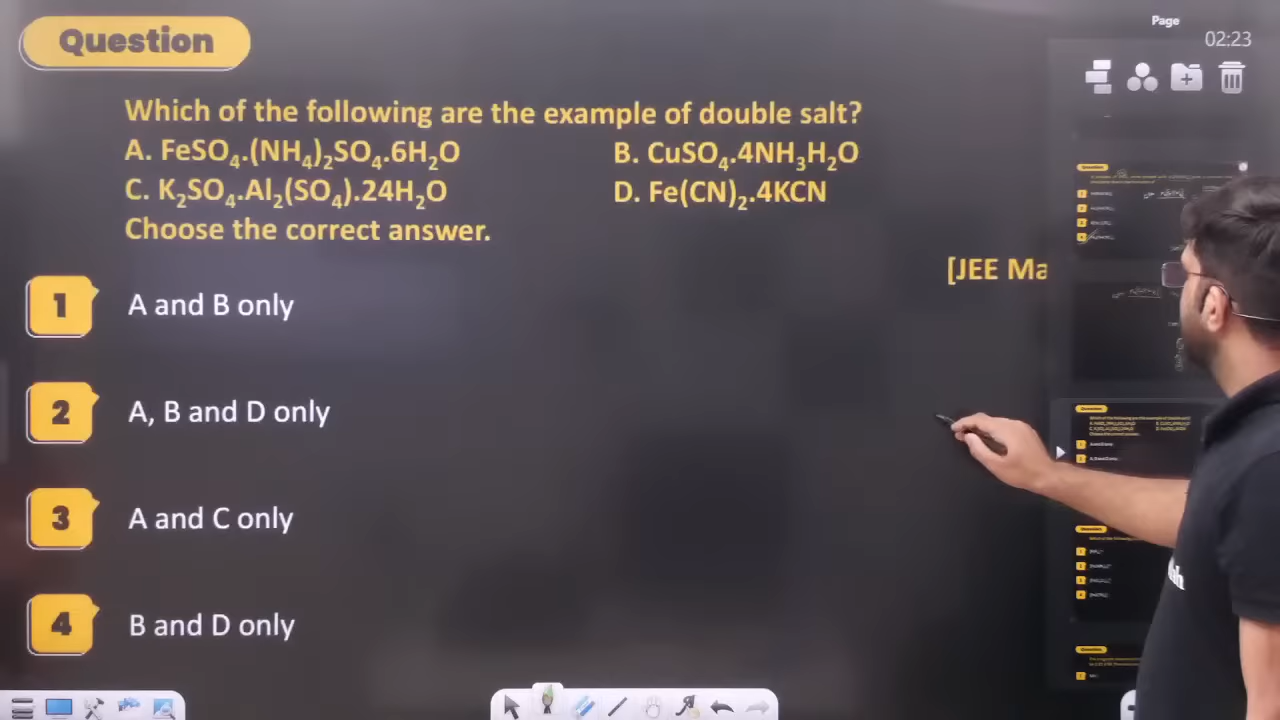 Question
Page
02:23
Which of the following are the example of double salt?
A. FeSO₄.(NH₄)₂SO₄.6H₂O B. CuSO₄.4NH₃H₂O
C. K₂SO₄.Al₂(SO₄).24H₂O D. Fe(CN)₂.4KCN
Choose the correct answer.
[JEE Ma
1 A and B only
2 A, B and D only
3 A and C only
4 B and D only